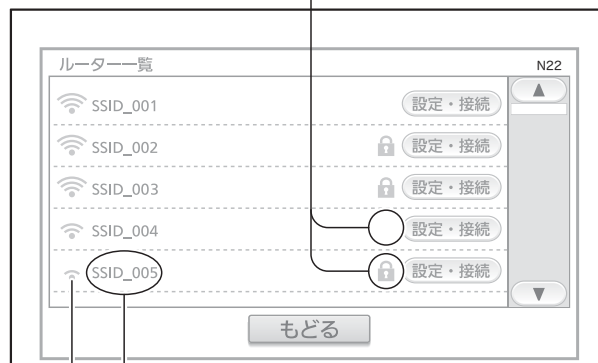 ルーター一覧 N22
SSID_001 設定・接続
SSID_002 設定・接続
SSID_003 設定・接続
SSID_004 設定・接続
SSID_005 設定・接続
もどる